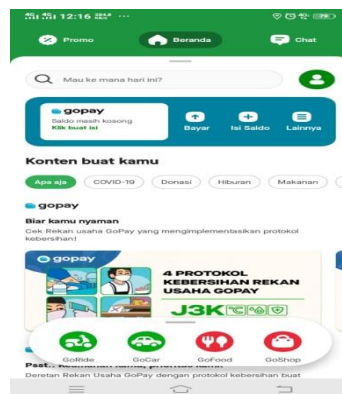 12:16
Promo
Beranda
Chat
Mau ke mana hari ini?
gopay
Saldo masih kosong
Klik buat isi
Bayar
Isi Saldo
Lainnya
Konten buat kamu
Apa aja
COVID-19
Donasi
Hiburan
Makanan
gopay
Biar kamu nyaman
Cek Rekan usaha GoPay yang mengimplementasikan protokol
kebersihan!
gopay
4 PROTOKOL
KEBERSIHAN REKAN
USAHA GOPAY
J3K
GoRide
GoCar
GoFood
GoShop
Deretan Rekan Usaha GoPay dengan protokol kebersihan buat